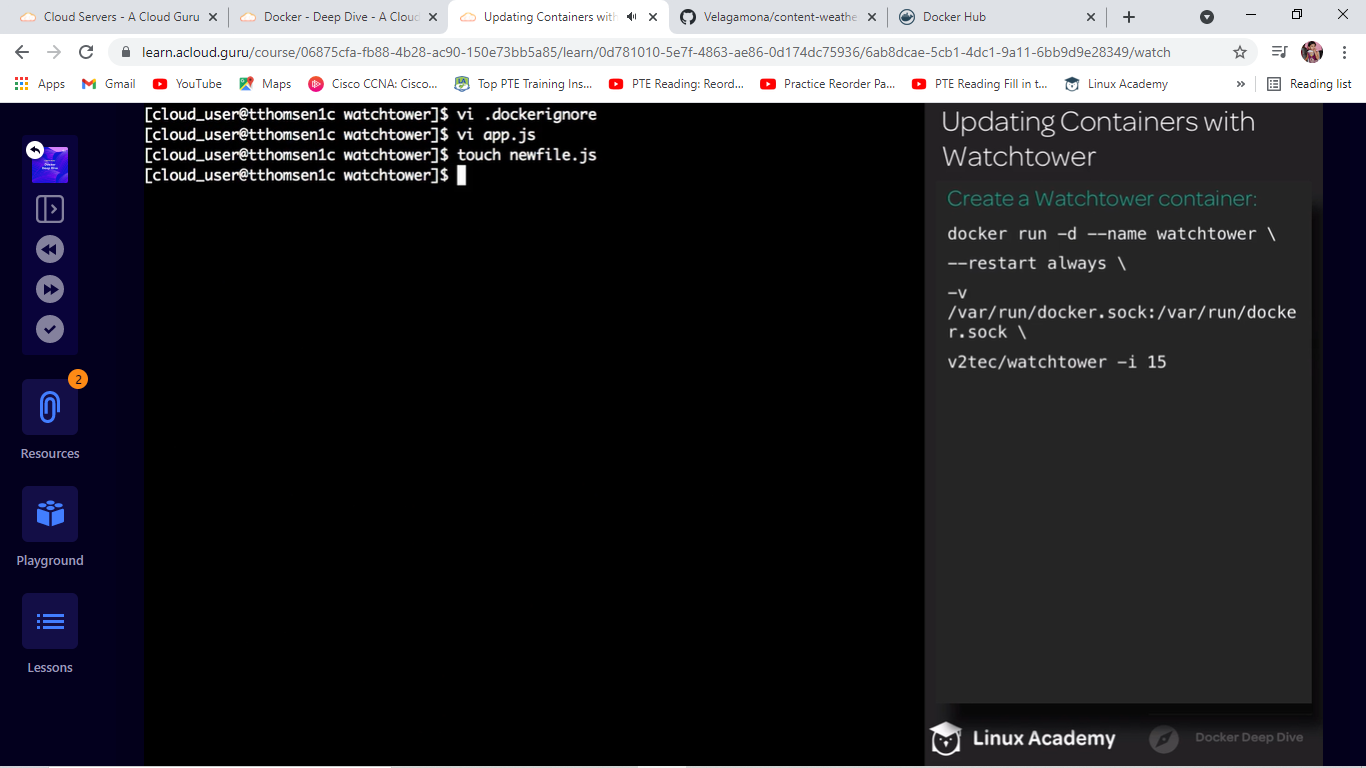 Cloud Servers - A Cloud Guru
Docker - Deep Dive - A Cloud
Updating Containers with
Velagamona/content-weathe
Docker Hub
learn.acloud.guru/course/06875cfa-fb88-4b28-ac90-150e73bb5a85/learn/0d781010-5e7f-4863-ae86-0d174dc75936/6ab8dcae-5cb1-4dc1-9a11-6bb9d9e28349/watch
Apps
Gmail
YouTube
Maps
Cisco CCNA: Cisco...
Top PTE Training Ins...
PTE Reading: Reord...
Practice Reorder Pa...
PTE Reading Fill in t...
Linux Academy
»
Reading list
[cloud_user@tthomsen1c watchtower]$ vi .dockerignore
[cloud_user@tthomsen1c watchtower]$ vi app.js
[cloud_user@tthomsen1c watchtower]$ touch newfile.js
[cloud_user@tthomsen1c watchtower]$
2
Resources
Playground
Lessons
Updating Containers with
Watchtower
Create a Watchtower container:
docker run -d --name watchtower \
--restart always \
-v
/var/run/docker.sock:/var/run/docke
r.sock \
v2tec/watchtower -i 15
Linux Academy
Docker Deep Dive